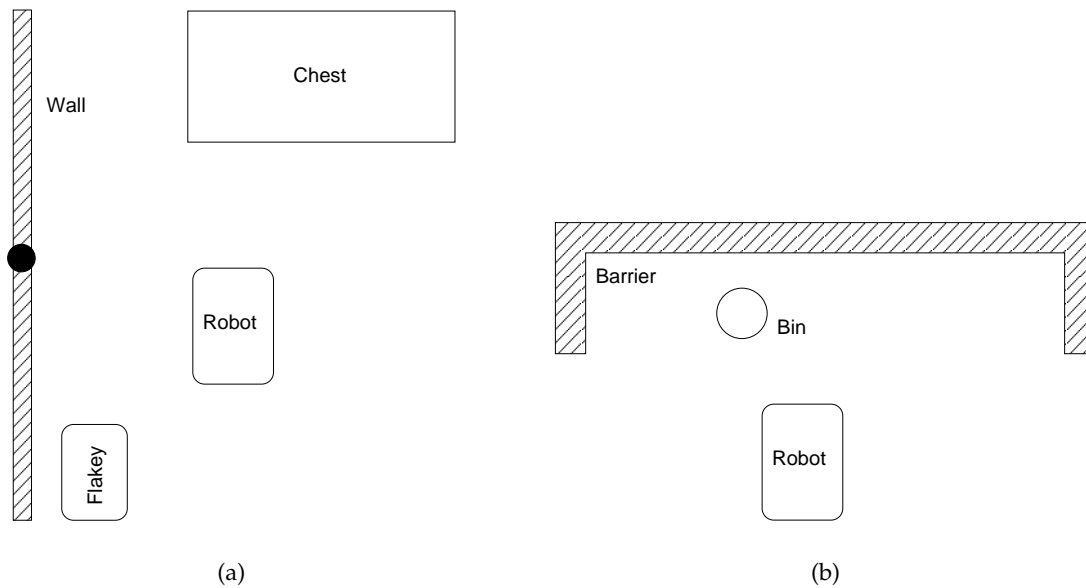 Chest
Wall
Robot
Flakey
(a)
Barrier
Bin
Robot
(b)